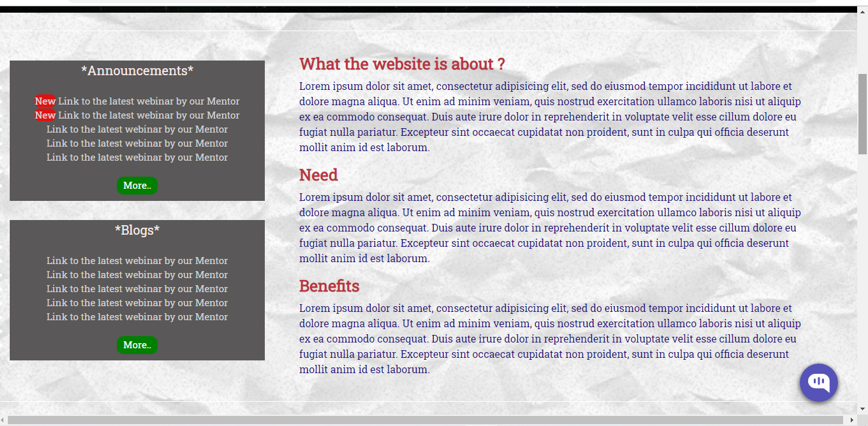 *Announcements*
New Link to the latest webinar by our Mentor
New Link to the latest webinar by our Mentor
Link to the latest webinar by our Mentor
Link to the latest webinar by our Mentor
Link to the latest webinar by our Mentor
More..
*Blogs*
Link to the latest webinar by our Mentor
Link to the latest webinar by our Mentor
Link to the latest webinar by our Mentor
Link to the latest webinar by our Mentor
Link to the latest webinar by our Mentor
More..
What the website is about ?
Lorem ipsum dolor sit amet, consectetur adipisicing elit, sed do eiusmod tempor incididunt ut labore et
dolore magna aliqua. Ut enim ad minim veniam, quis nostrud exercitation ullamco laboris nisi ut aliquip
ex ea commodo consequat. Duis aute irure dolor in reprehenderit in voluptate velit esse cillum dolore eu
fugiat nulla pariatur. Excepteur sint occaecat cupidatat non proident, sunt in culpa qui officia deserunt
mollit anim id est laborum.
Need
Lorem ipsum dolor sit amet, consectetur adipisicing elit, sed do eiusmod tempor incididunt ut labore et
dolore magna aliqua. Ut enim ad minim veniam, quis nostrud exercitation ullamco laboris nisi ut aliquip
ex ea commodo consequat. Duis aute irure dolor in reprehenderit in voluptate velit esse cillum dolore eu
fugiat nulla pariatur. Excepteur sint occaecat cupidatat non proident, sunt in culpa qui officia deserunt
mollit anim id est laborum.
Benefits
Lorem ipsum dolor sit amet, consectetur adipisicing elit, sed do eiusmod tempor incididunt ut labore et
dolore magna aliqua. Ut enim ad minim veniam, quis nostrud exercitation ullamco laboris nisi ut aliquip
ex ea commodo consequat. Duis aute irure dolor in reprehenderit in voluptate velit esse cillum dolore eu
fugiat nulla pariatur. Excepteur sint occaecat cupidatat non proident, sunt in culpa qui officia deserunt
mollit anim id est laborum.